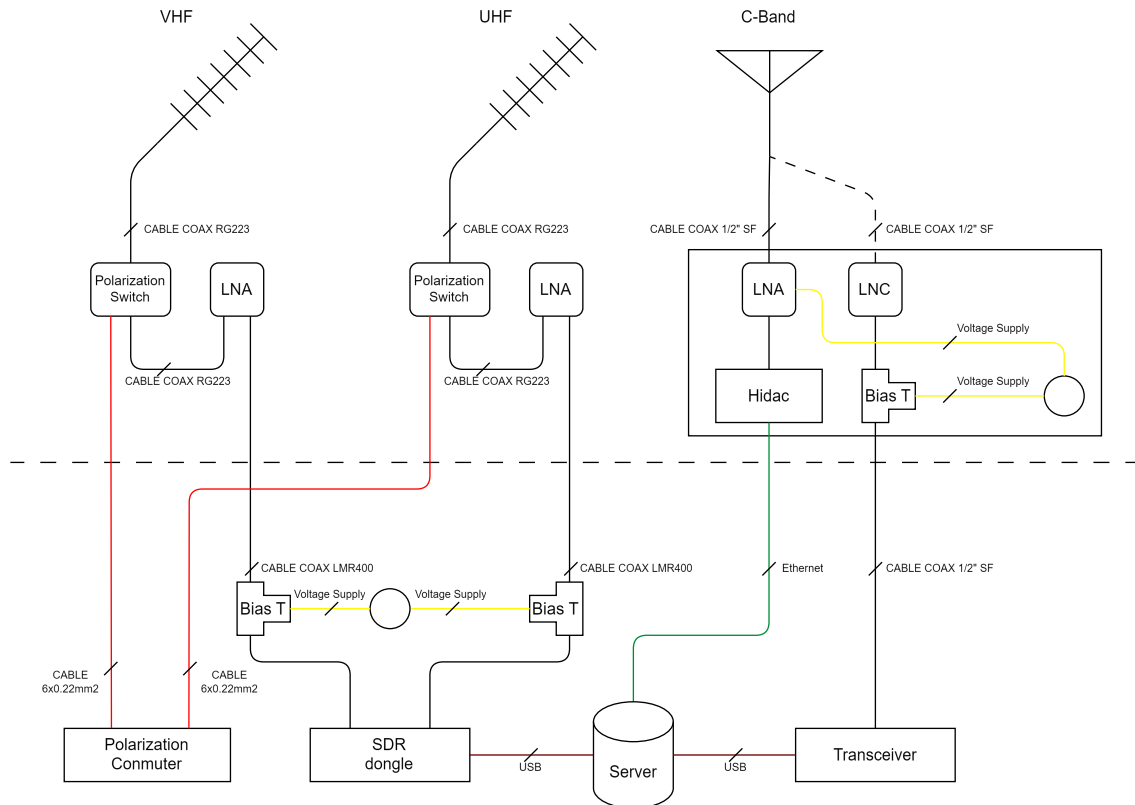 VHF
UHF
C-Band
CABLE COAX RG223
CABLE COAX RG223
CABLE COAX 1/2" SF
CABLE COAX 1/2" SF
Polarization
Switch
LNA
Polarization
Switch
LNA
LNA
LNC
Voltage Supply
CABLE COAX RG223
CABLE COAX RG223
Voltage Supply
Hidac
Bias T
CABLE COAX LMR400
CABLE COAX LMR400
Ethernet
CABLE COAX 1/2" SF
Voltage Supply
Voltage Supply
Bias T
Bias T
CABLE
6x0.22mm2
CABLE
6x0.22mm2
Polarization
Conmuter
SDR
dongle
USB
Server
USB
Transceiver